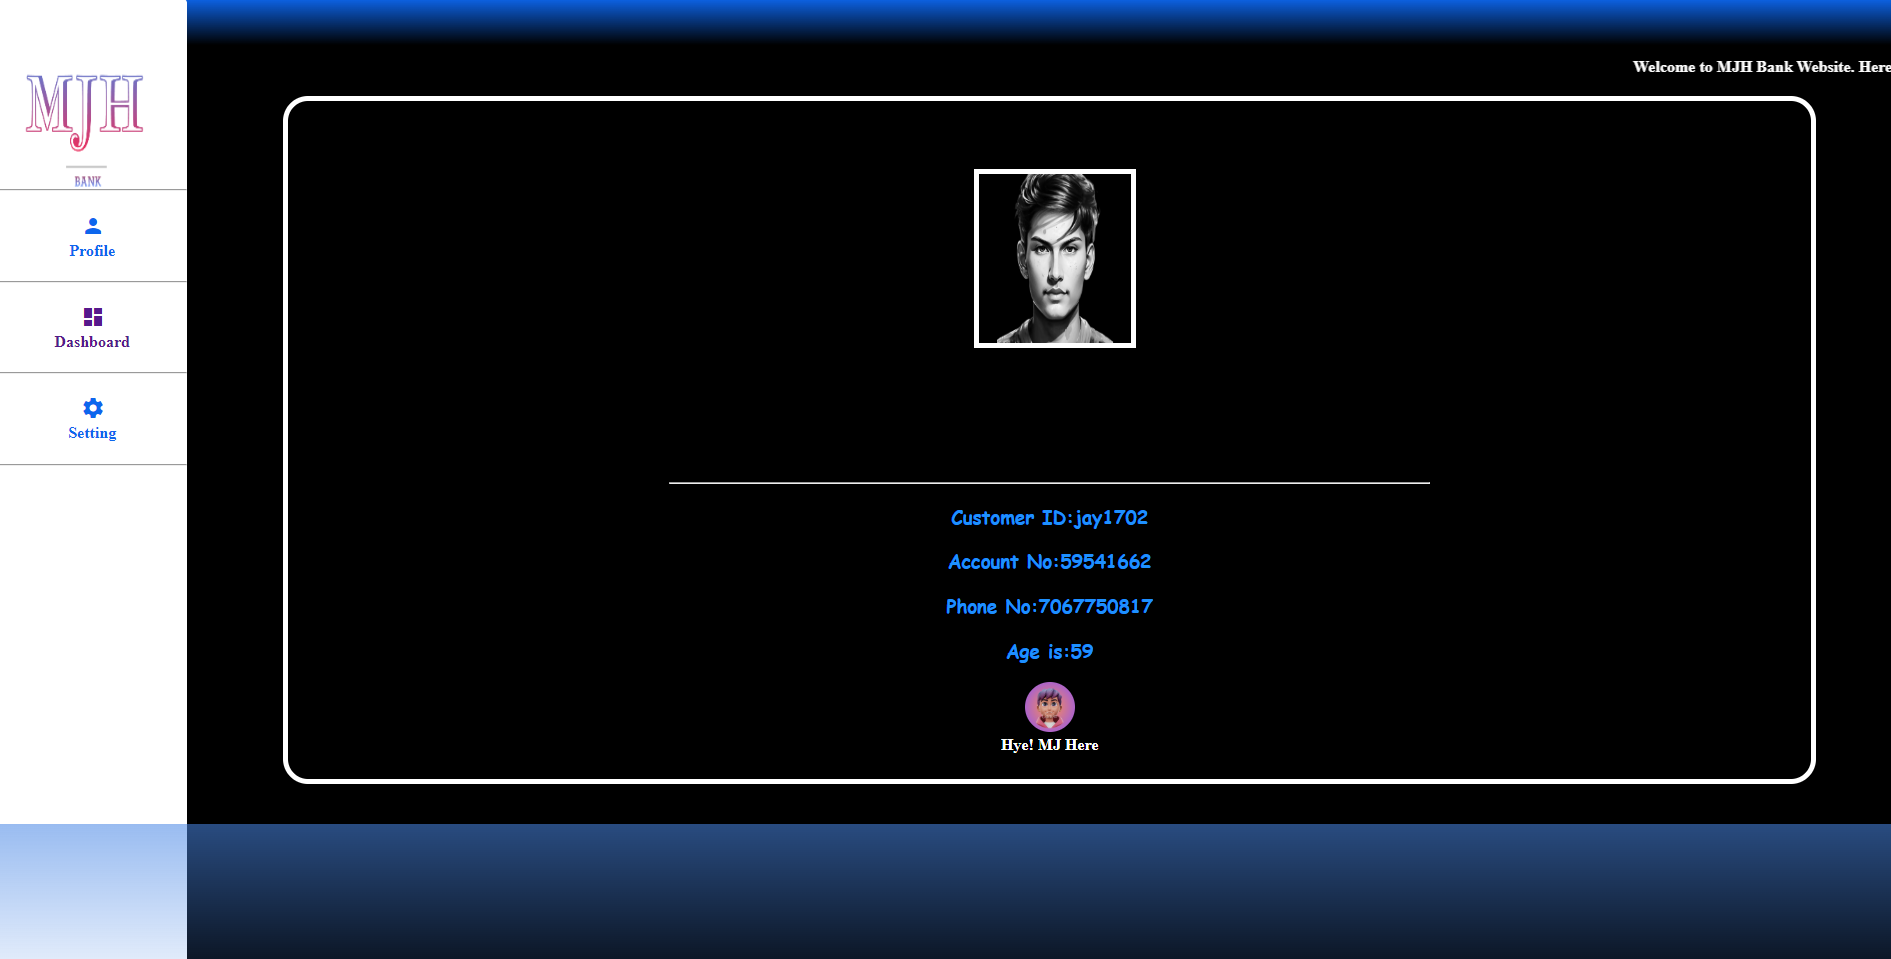 MJH
BANK
Profile
Dashboard
Setting
Welcome to MJH Bank Website. Here
Customer ID:jay1702
Account No:59541662
Phone No:7067750817
Age is:59
Hye! MJ Here